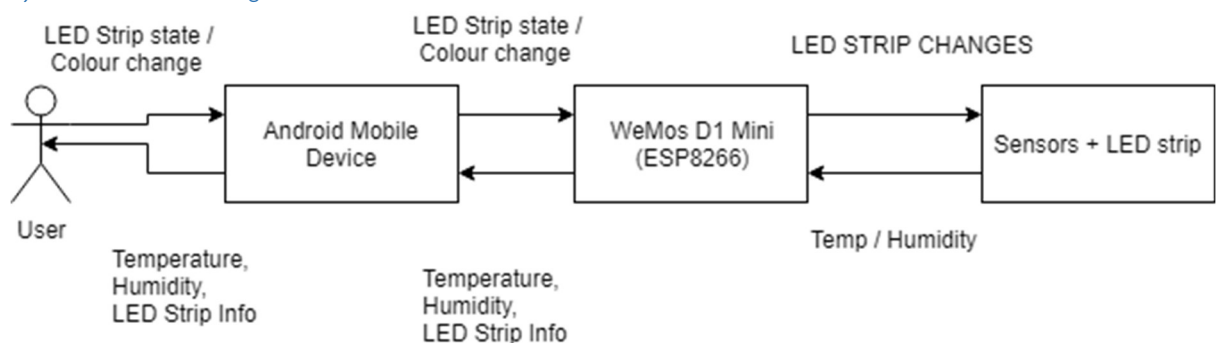 LED Strip state /
Colour change
LED Strip state /
Colour change
LED STRIP CHANGES
Android Mobile
Device
WeMos D1 Mini
(ESP8266)
Sensors + LED strip
User
Temp / Humidity
Temperature,
Humidity,
LED Strip Info
Temperature,
Humidity,
LED Strip Info